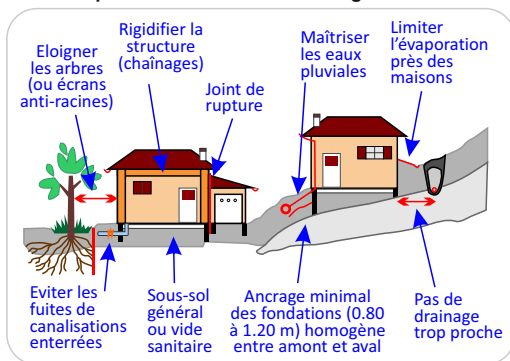 Eloigner
les arbres
(ou écrans
anti-racines)
Rigidifier la
structure
(chaînages)
Joint de
rupture
Maîtriser
les eaux
pluviales
Limiter
l'évaporation
près des
maisons
Eviter les
fuites de
canalisations
enterrées
Sous-sol
général
ou vide
sanitaire
Ancrage minimal
des fondations (0.80
à 1.20 m) homogène
entre amont et aval
Pas de
drainage
trop proche